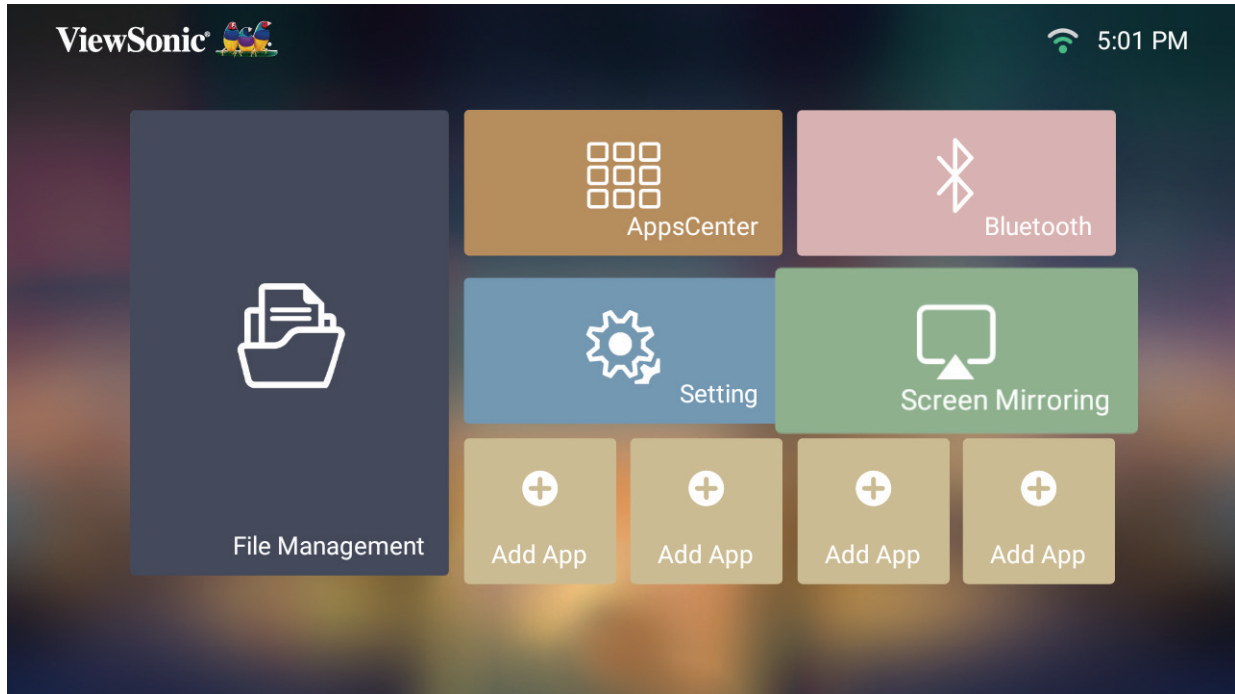 ViewSonic®
5:01 PM
AppsCenter
Bluetooth
Setting
Screen Mirroring
File Management
Add App
Add App
Add App
Add App